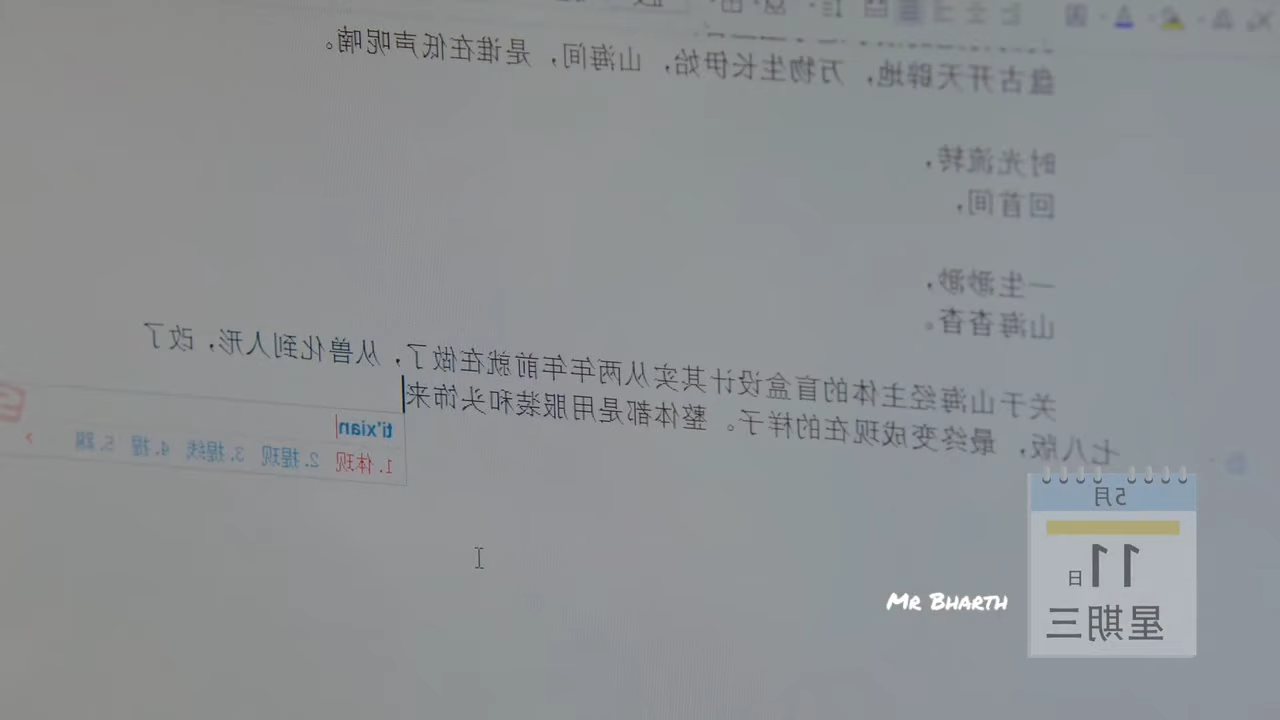 盘古开天辟地，万物生长伊始，山海间，是谁在低声呢喃。
时光流转，
回首间，
一生渺渺，
山海杳杳。
关于山海经主体的盲盒设计其实从两年年前就在做了，从兽化到人形，改了
七八版，最终变成现在的样子。整体都是用服装和头饰来
ti'xian
1.体现 2.提现 3.提线 4.提 5.踢
5月
11日
星期三
Mr Bharth